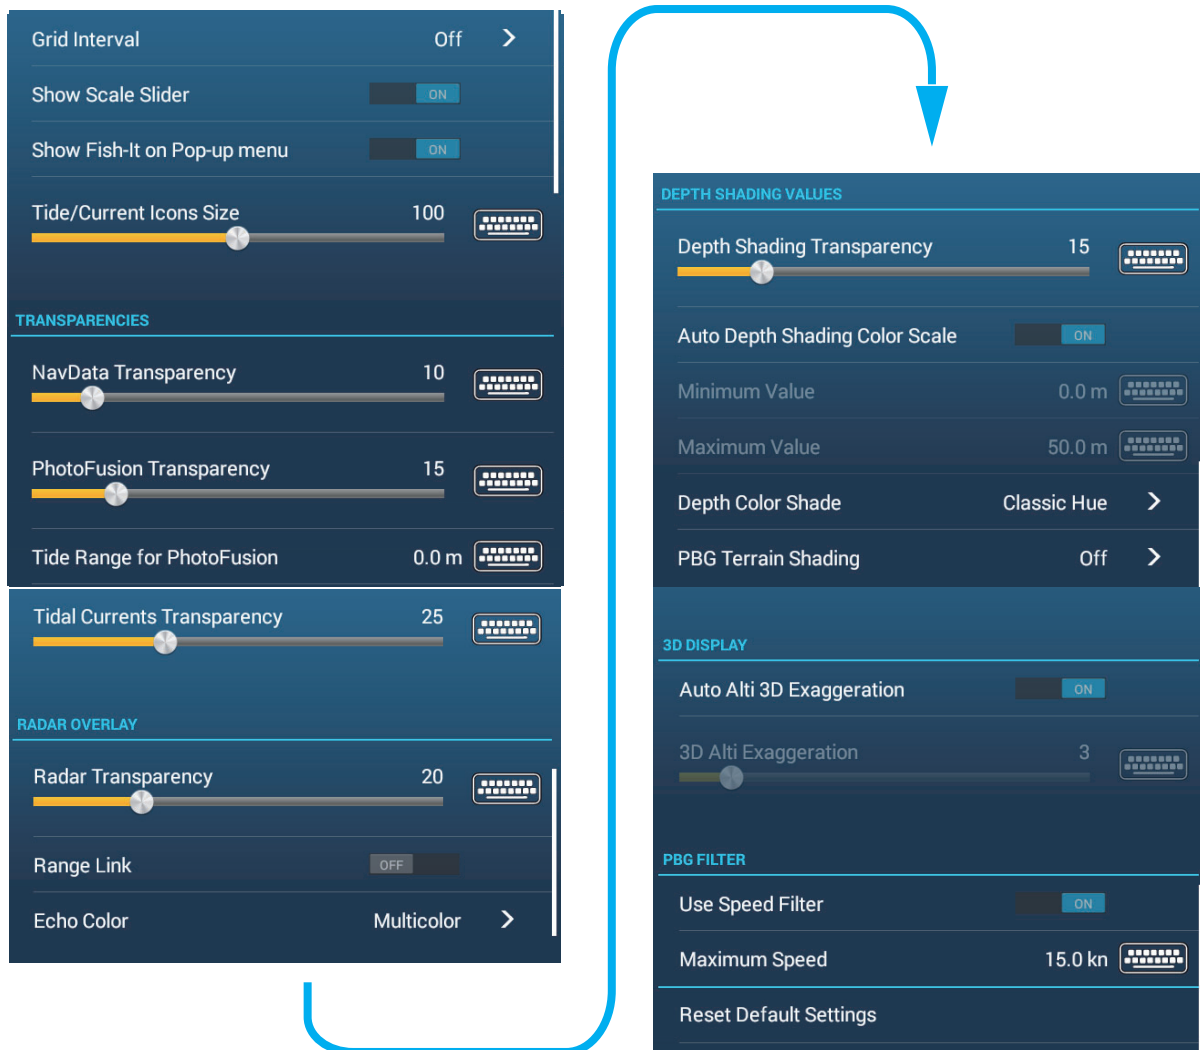 Grid Interval Off
Show Scale Slider ON
Show Fish-It on Pop-up menu ON
Tide/Current Icons Size 100
TRANSPARENCIES
NavData Transparency 10
PhotoFusion Transparency 15
Tide Range for PhotoFusion 0.0 m
Tidal Currents Transparency 25
RADAR OVERLAY
Radar Transparency 20
Range Link OFF
Echo Color Multicolor
DEPTH SHADING VALUES
Depth Shading Transparency 15
Auto Depth Shading Color Scale ON
Minimum Value 0.0 m
Maximum Value 50.0 m
Depth Color Shade Classic Hue
PBG Terrain Shading Off
3D DISPLAY
Auto Alti 3D Exaggeration ON
3D Alti Exaggeration 3
PBG FILTER
Use Speed Filter ON
Maximum Speed 15.0 kn
Reset Default Settings